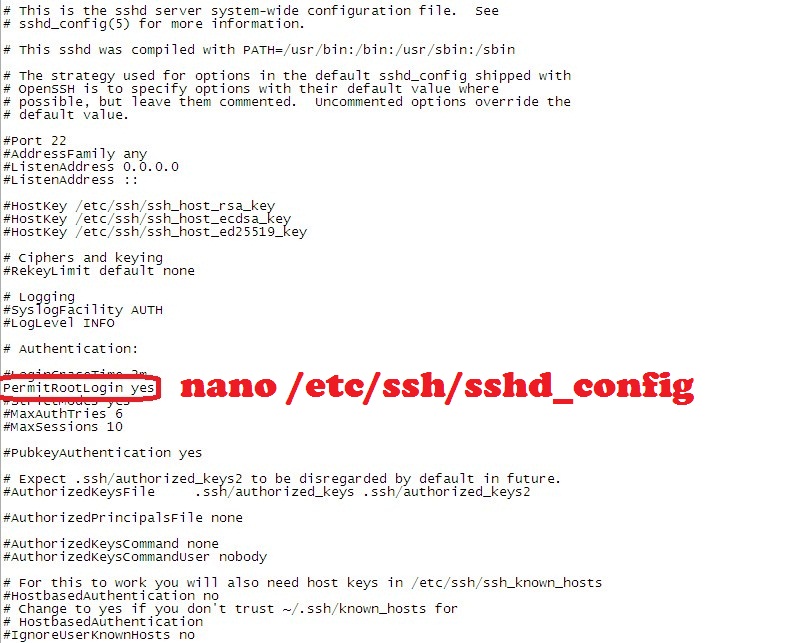 # This is the sshd server system-wide configuration file.  See
# sshd_config(5) for more information.
# This sshd was compiled with PATH=/usr/bin:/bin:/usr/sbin:/sbin
# The strategy used for options in the default sshd_config shipped with
# OpenSSH is to specify options with their default value where
# possible, but leave them commented.  Uncommented options override the
# default value.
#Port 22
#AddressFamily any
#ListenAddress 0.0.0.0
#ListenAddress ::
#HostKey /etc/ssh/ssh_host_rsa_key
#HostKey /etc/ssh/ssh_host_ecdsa_key
#HostKey /etc/ssh/ssh_host_ed25519_key
# Ciphers and keying
#RekeyLimit default none
# Logging
#SyslogFacility AUTH
#LogLevel INFO
# Authentication:
#LoginGraceTime 2m
PermitRootLogin yes
nano /etc/ssh/sshd_config
#StrictModes yes
#MaxAuthTries 6
#MaxSessions 10
#PubkeyAuthentication yes
# Expect .ssh/authorized_keys2 to be disregarded by default in future.
#AuthorizedKeysFile     .ssh/authorized_keys .ssh/authorized_keys2
#AuthorizedPrincipalsFile none
#AuthorizedKeysCommand none
#AuthorizedKeysCommandUser nobody
# For this to work you will also need host keys in /etc/ssh/ssh_known_hosts
#HostbasedAuthentication no
# Change to yes if you don't trust ~/.ssh/known_hosts for
# HostbasedAuthentication
#IgnoreUserKnownHosts no